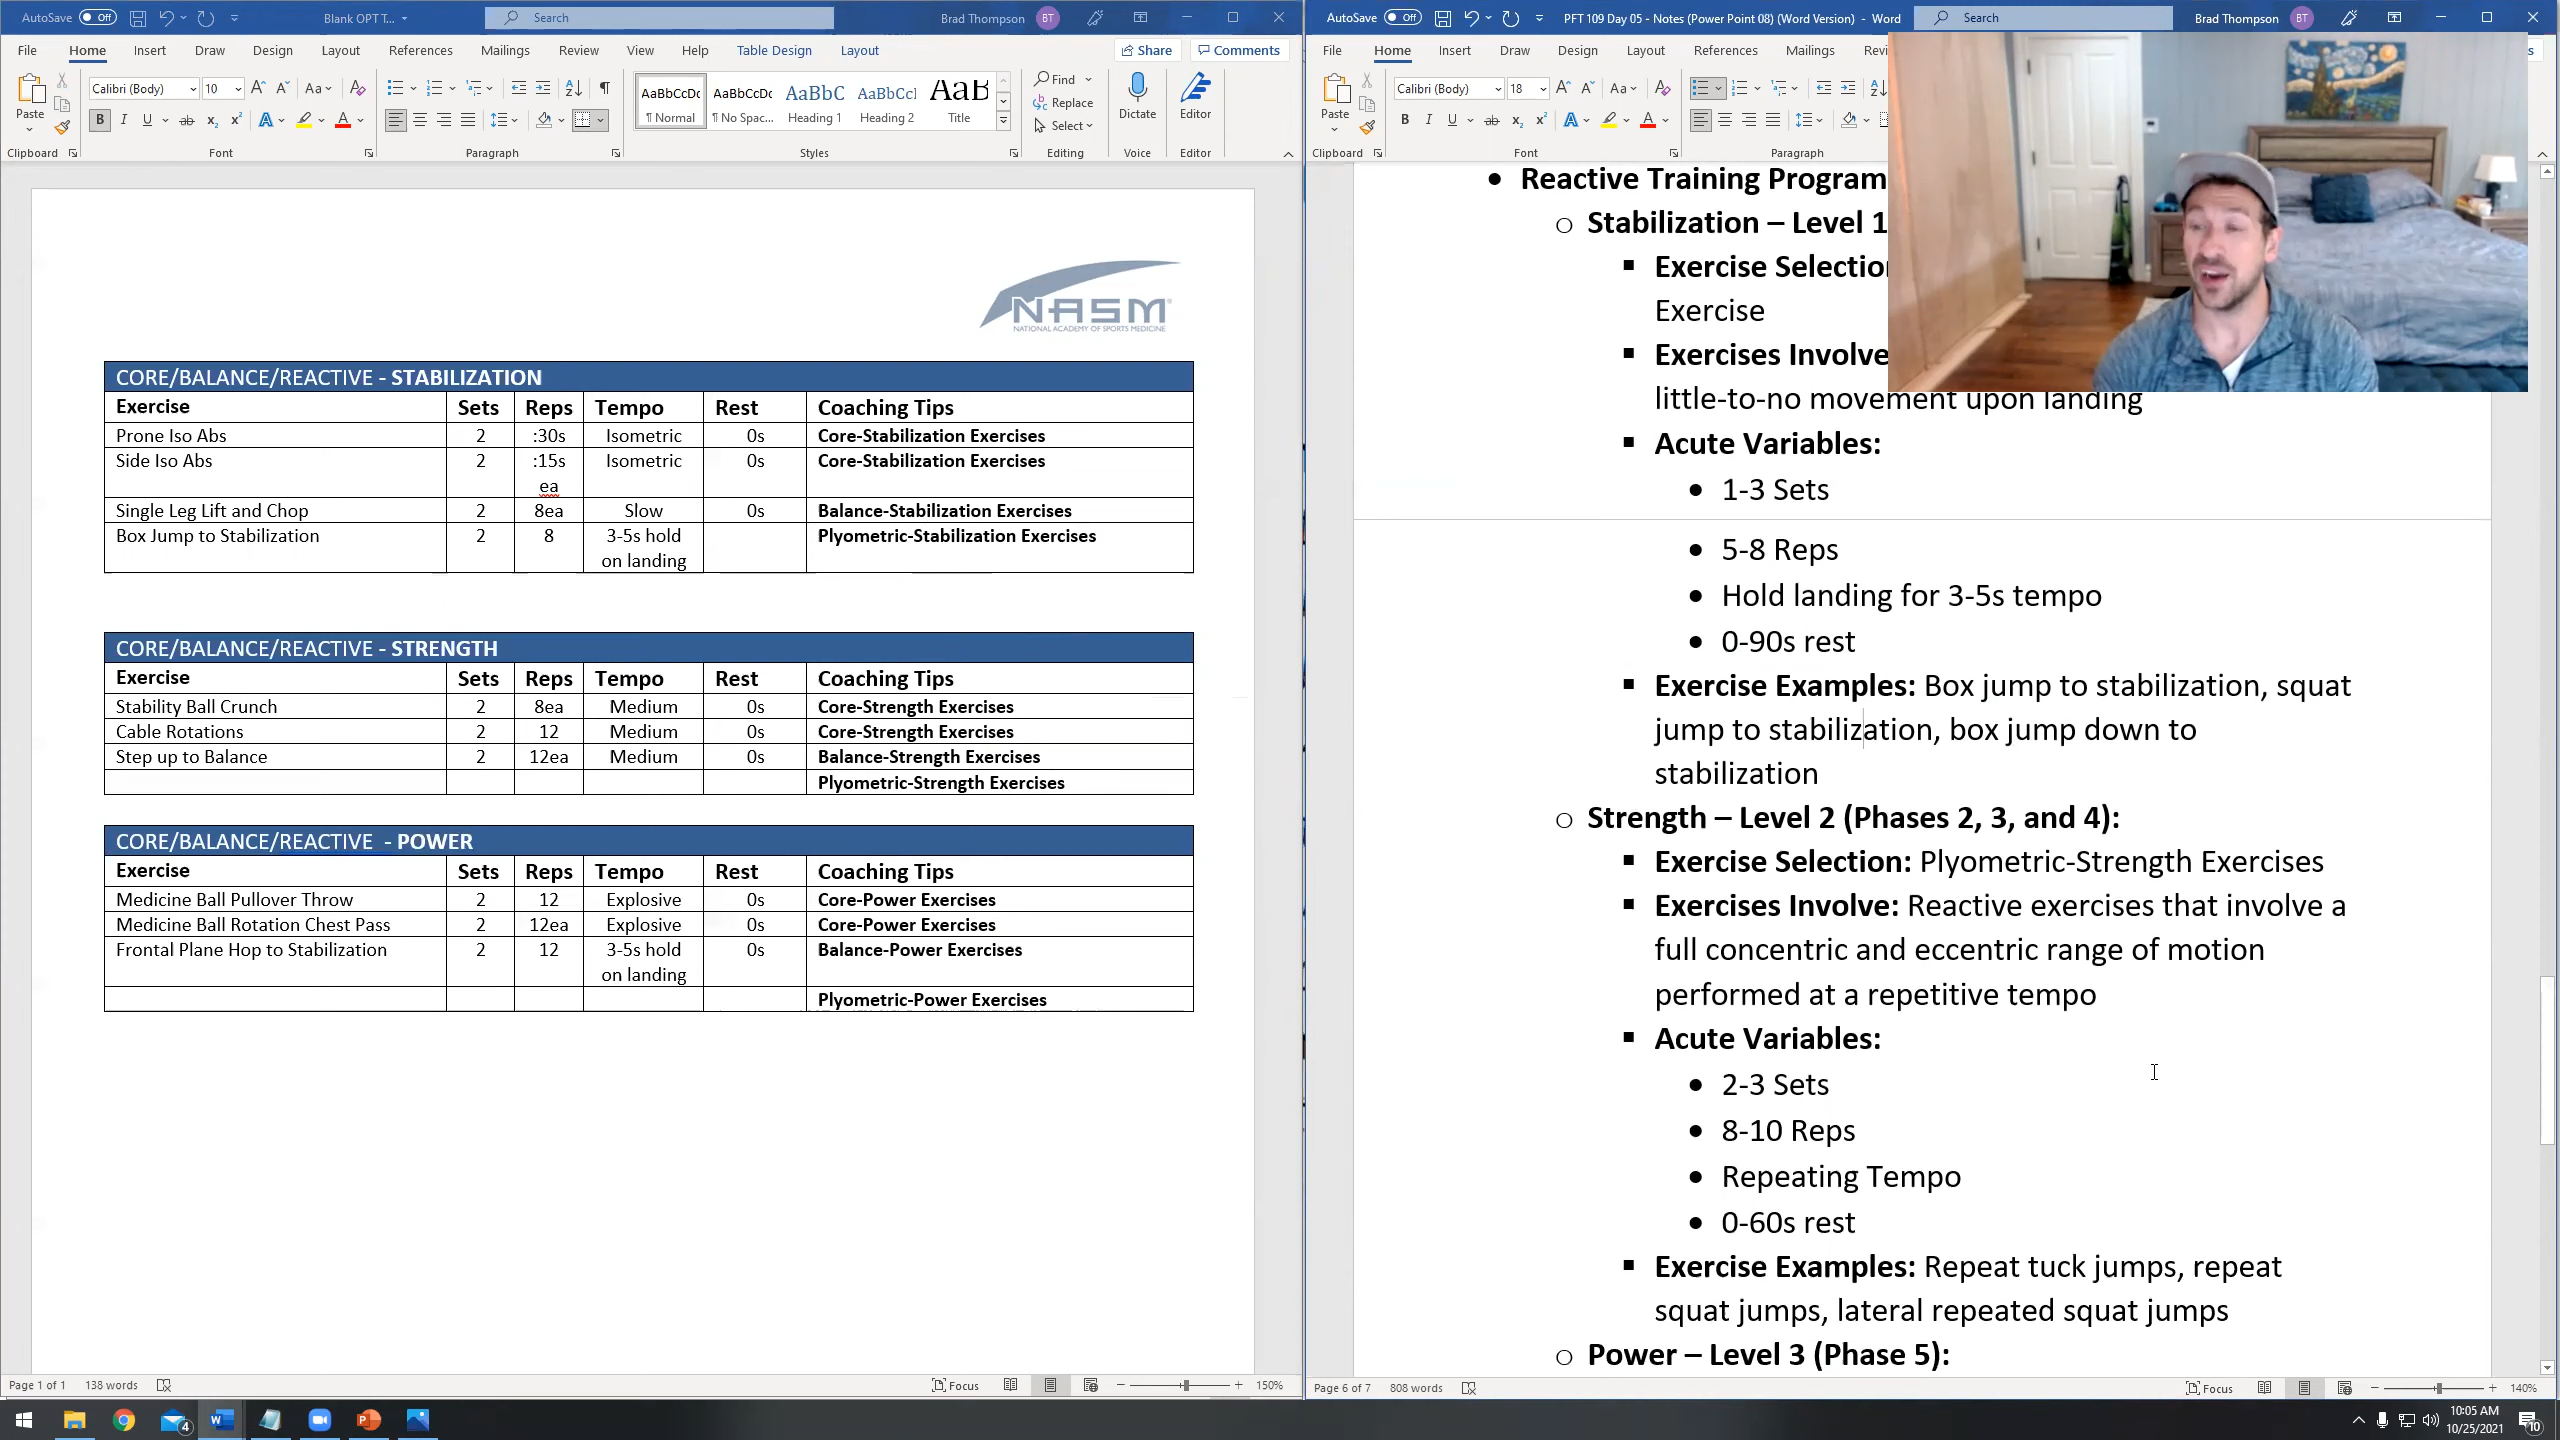 AutoSave Off Blank OPT T... Search Brad Thompson BT
File Home Insert Draw Design Layout References Mailings Review View Help Table Design Layout Share Comments
Calibri (Body) 10 Aa AaBbCcDc AaBbCcDc AaBbC AaBbCcI AaB Find
Paste B I U ab x₂ x² A A ¶ Normal ¶ No Spac... Heading 1 Heading 2 Title Replace Select Dictate Editor
Clipboard Font Paragraph Styles Editing Voice Editor
NASM®
NATIONAL ACADEMY OF SPORTS MEDICINE
CORE/BALANCE/REACTIVE - STABILIZATION
Exercise Sets Reps Tempo Rest Coaching Tips
Prone Iso Abs 2 :30s Isometric 0s Core-Stabilization Exercises
Side Iso Abs 2 :15s Isometric 0s Core-Stabilization Exercises
ea
Single Leg Lift and Chop 2 8ea Slow 0s Balance-Stabilization Exercises
Box Jump to Stabilization 2 8 3-5s hold Plyometric-Stabilization Exercises
on landing
CORE/BALANCE/REACTIVE - STRENGTH
Exercise Sets Reps Tempo Rest Coaching Tips
Stability Ball Crunch 2 8ea Medium 0s Core-Strength Exercises
Cable Rotations 2 12 Medium 0s Core-Strength Exercises
Step up to Balance 2 12ea Medium 0s Balance-Strength Exercises
Plyometric-Strength Exercises
CORE/BALANCE/REACTIVE - POWER
Exercise Sets Reps Tempo Rest Coaching Tips
Medicine Ball Pullover Throw 2 12 Explosive 0s Core-Power Exercises
Medicine Ball Rotation Chest Pass 2 12ea Explosive 0s Core-Power Exercises
Frontal Plane Hop to Stabilization 2 12 3-5s hold 0s Balance-Power Exercises
on landing
Plyometric-Power Exercises
Page 1 of 1 138 words Focus 150%
AutoSave Off PFT 109 Day 05 - Notes (Power Point 08) (Word Version) - Word Search Brad Thompson BT
File Home Insert Draw Design Layout References Mailings Revi
Calibri (Body) 18 Aa
Paste B I U ab x₂ x² A A
Clipboard Font Paragraph
• Reactive Training Program
o Stabilization – Level 1
▪ Exercise Selection
Exercise
▪ Exercises Involve
little-to-no movement upon landing
▪ Acute Variables:
• 1-3 Sets
• 5-8 Reps
• Hold landing for 3-5s tempo
• 0-90s rest
▪ Exercise Examples: Box jump to stabilization, squat
jump to stabilization, box jump down to
stabilization
o Strength – Level 2 (Phases 2, 3, and 4):
▪ Exercise Selection: Plyometric-Strength Exercises
▪ Exercises Involve: Reactive exercises that involve a
full concentric and eccentric range of motion
performed at a repetitive tempo
▪ Acute Variables:
• 2-3 Sets
• 8-10 Reps
• Repeating Tempo
• 0-60s rest
▪ Exercise Examples: Repeat tuck jumps, repeat
squat jumps, lateral repeated squat jumps
o Power – Level 3 (Phase 5):
Page 6 of 7 808 words Focus 140%
4
10:05 AM
10/25/2021
10